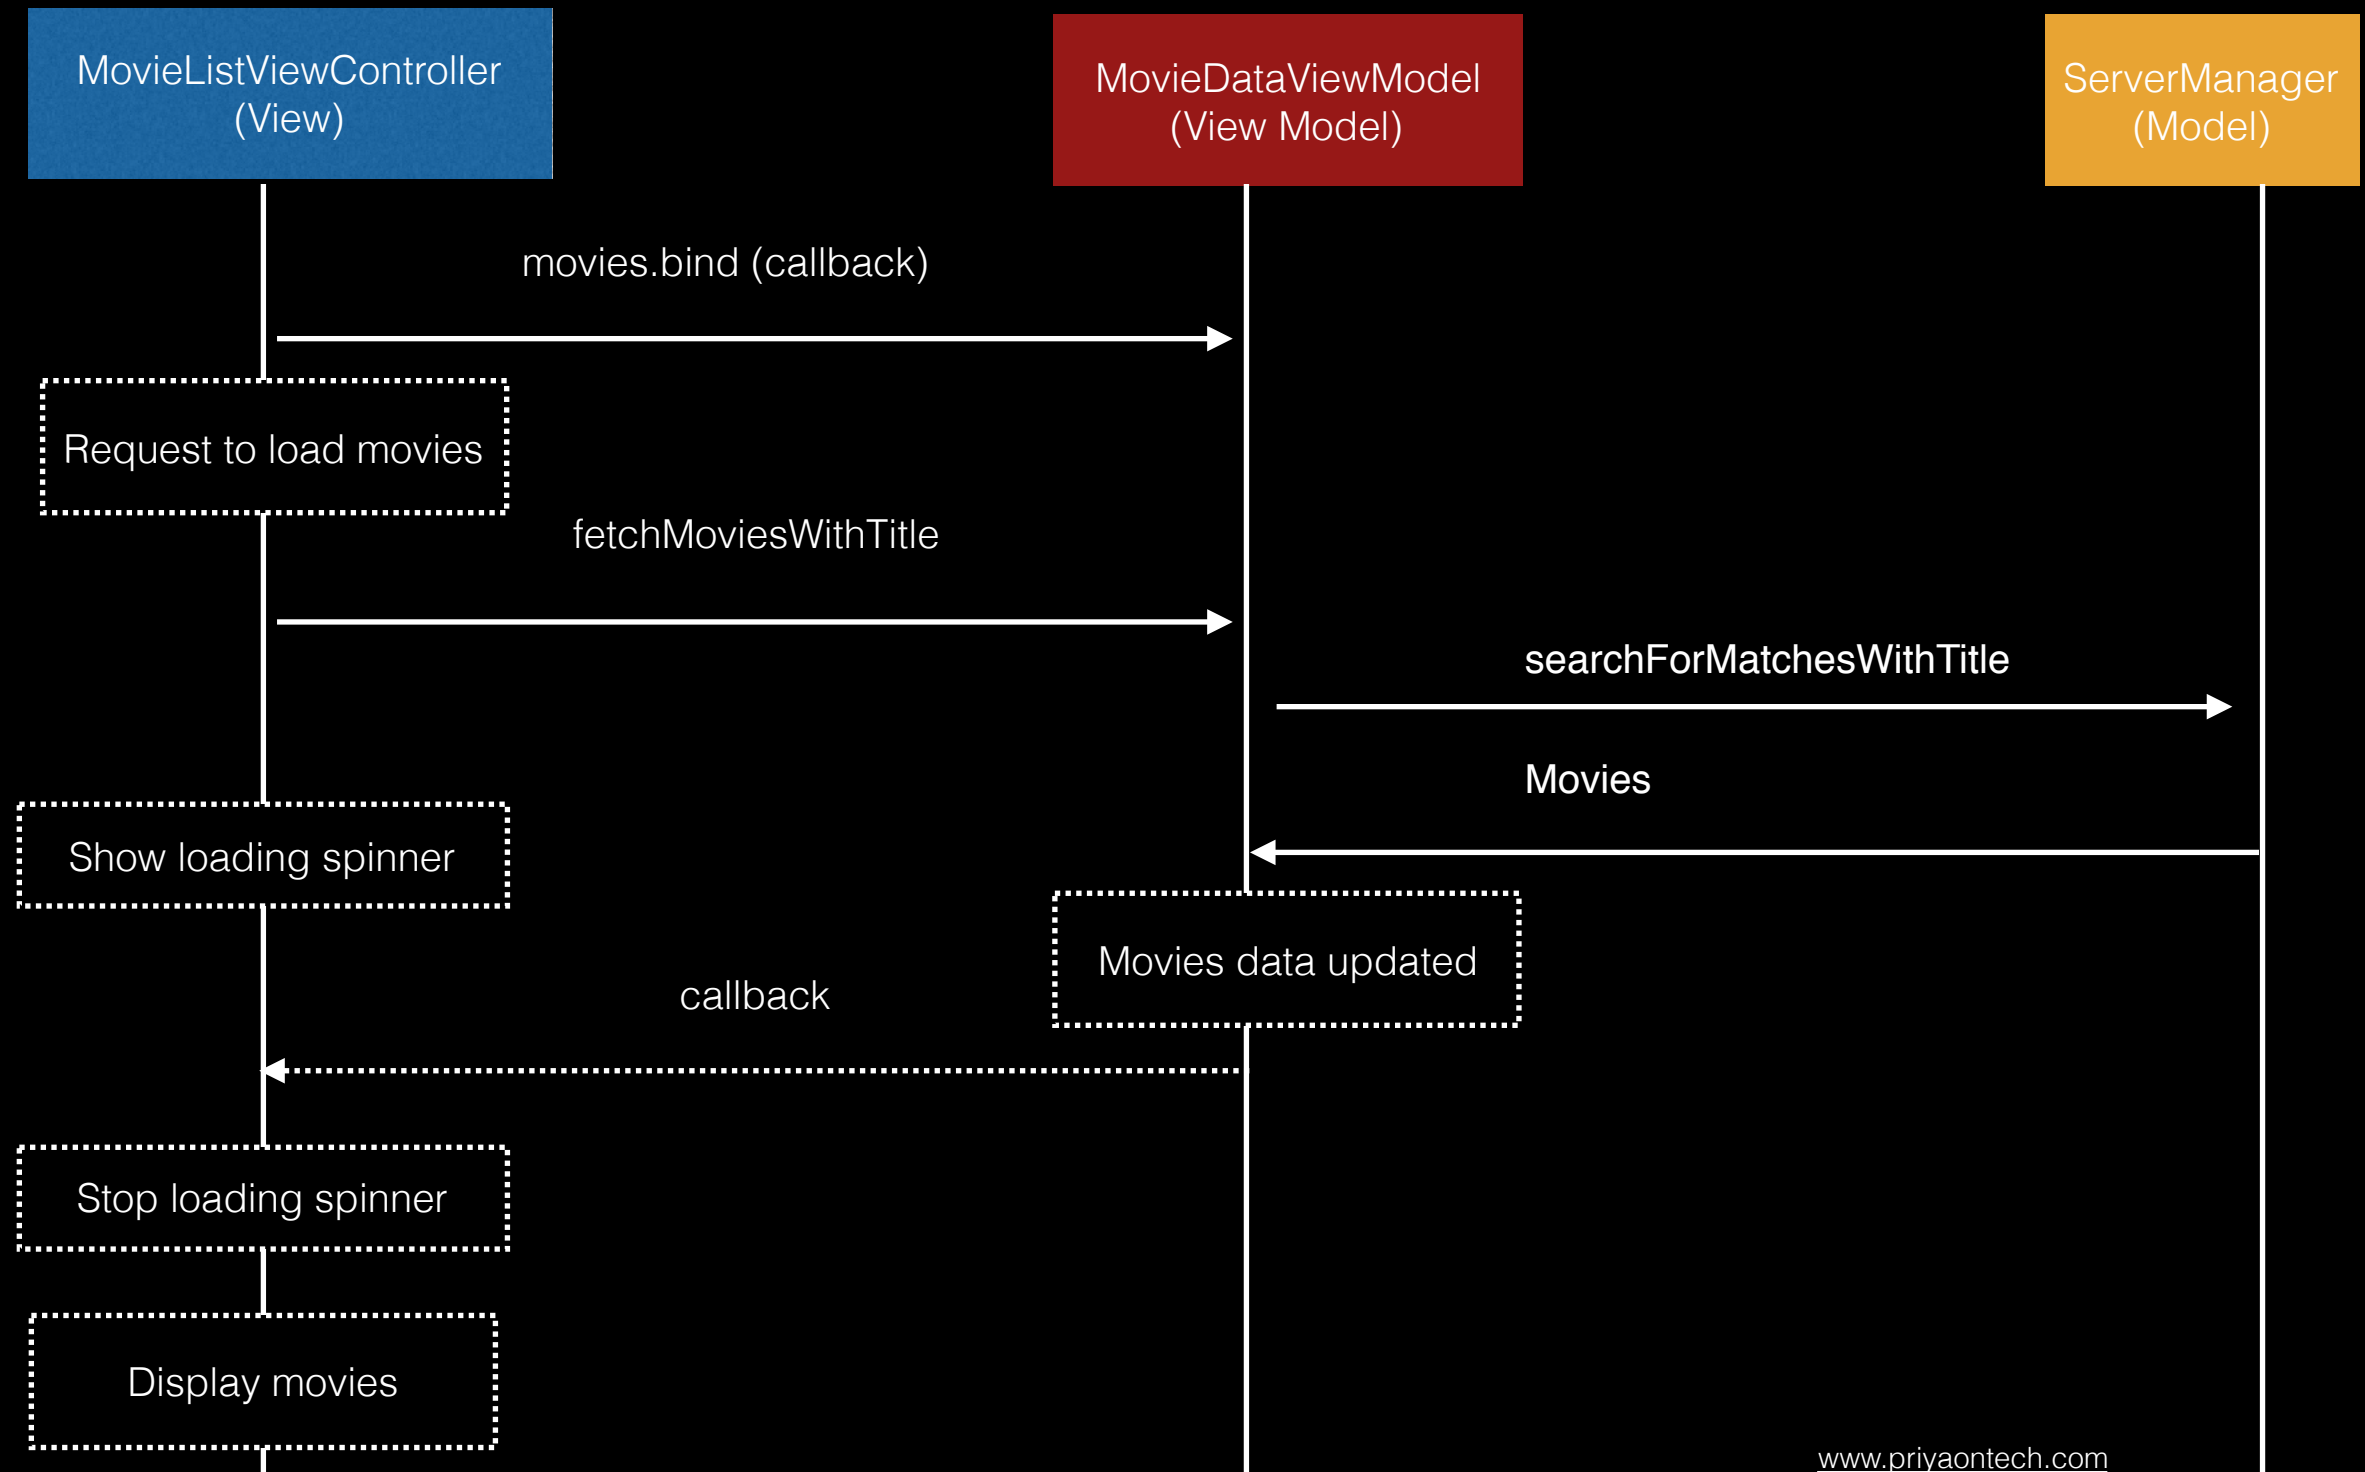 MovieListViewController
(View)
MovieDataViewModel
(View Model)
ServerManager
(Model)
movies.bind (callback)
Request to load movies
fetchMoviesWithTitle
searchForMatchesWithTitle
Movies
Show loading spinner
Movies data updated
callback
Stop loading spinner
Display movies
www.priyaontech.com